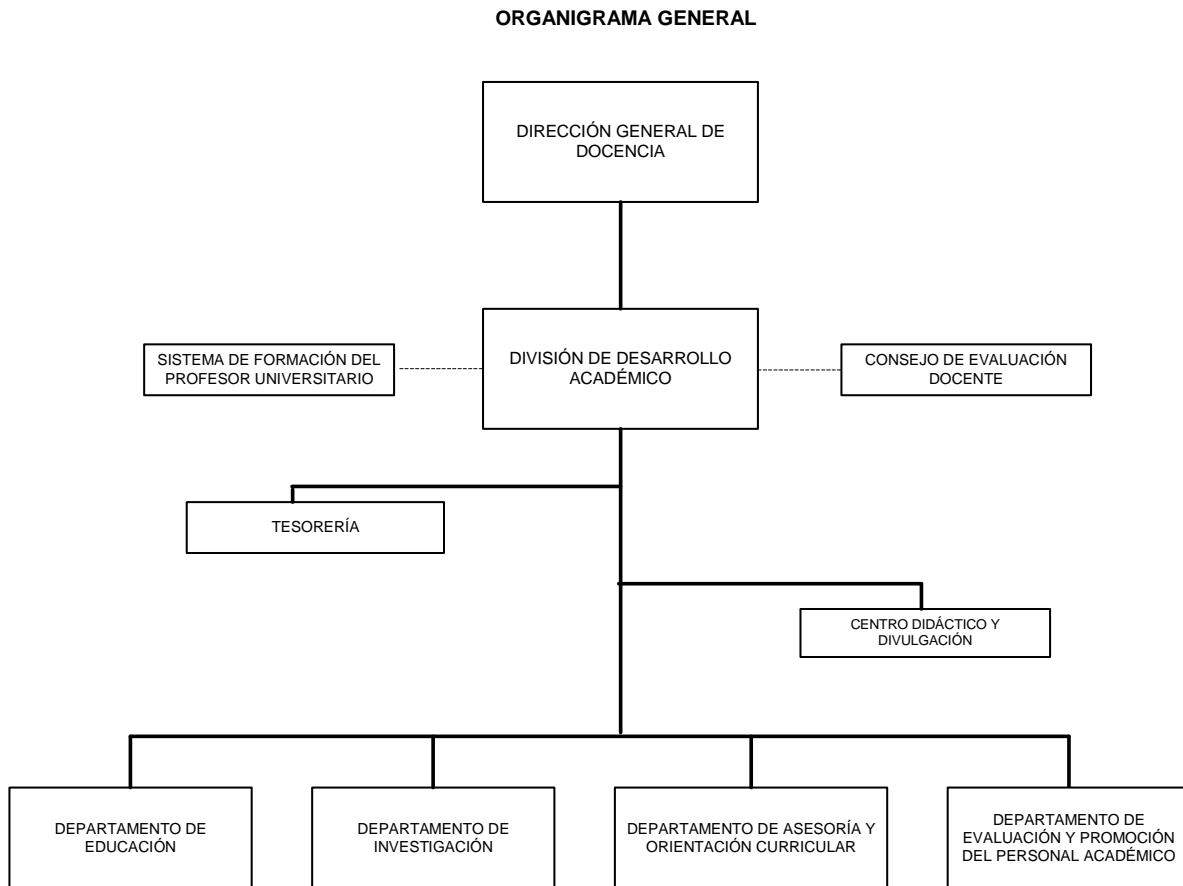 ORGANIGRAMA GENERAL
DIRECCIÓN GENERAL DE
DOCENCIA
SISTEMA DE FORMACIÓN DEL
PROFESOR UNIVERSITARIO
DIVISIÓN DE DESARROLLO
ACADÉMICO
CONSEJO DE EVALUACIÓN
DOCENTE
TESORERÍA
CENTRO DIDÁCTICO Y
DIVULGACIÓN
DEPARTAMENTO DE
EDUCACIÓN
DEPARTAMENTO DE
INVESTIGACIÓN
DEPARTAMENTO DE ASESORÍA Y
ORIENTACIÓN CURRICULAR
DEPARTAMENTO DE
EVALUACIÓN Y PROMOCIÓN
DEL PERSONAL ACADÉMICO